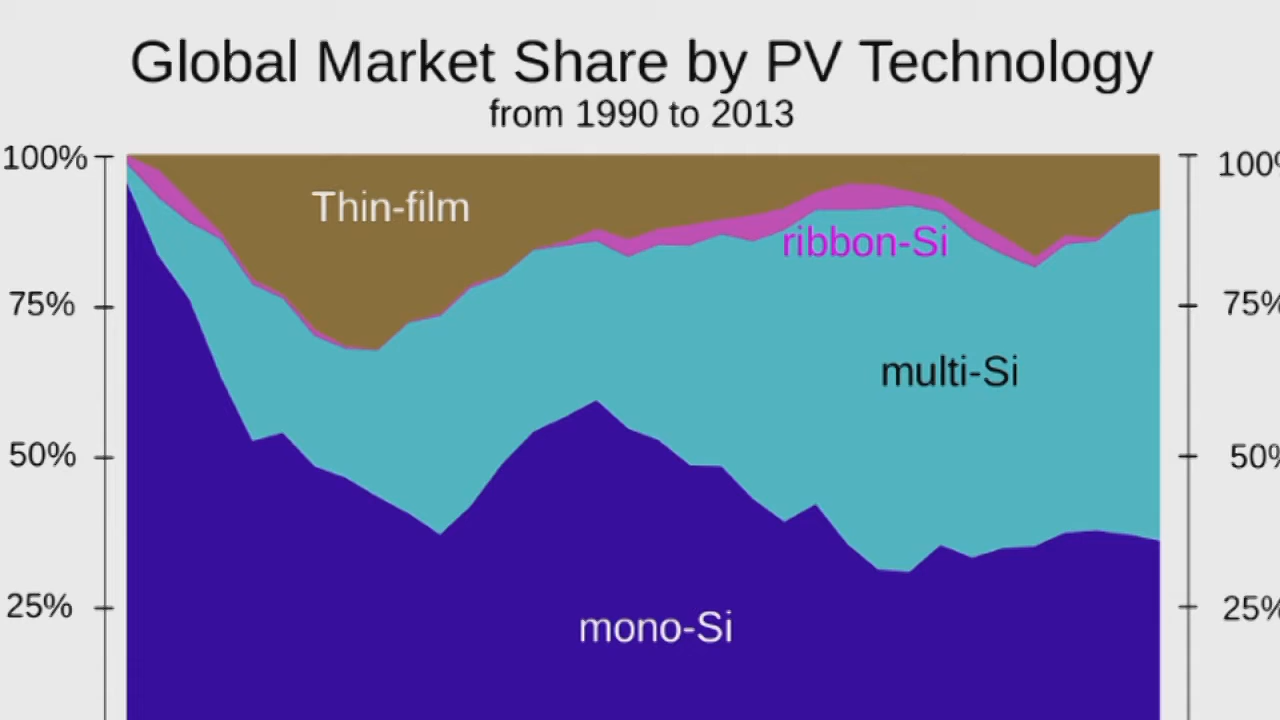 Global Market Share by PV Technology
from 1990 to 2013
100%
100%
Thin-film
ribbon-Si
75%
75%
multi-Si
50%
50%
25%
25%
mono-Si